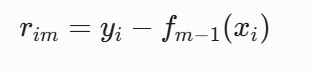 r_{im} = y_i − f_{m−1}(x_i)